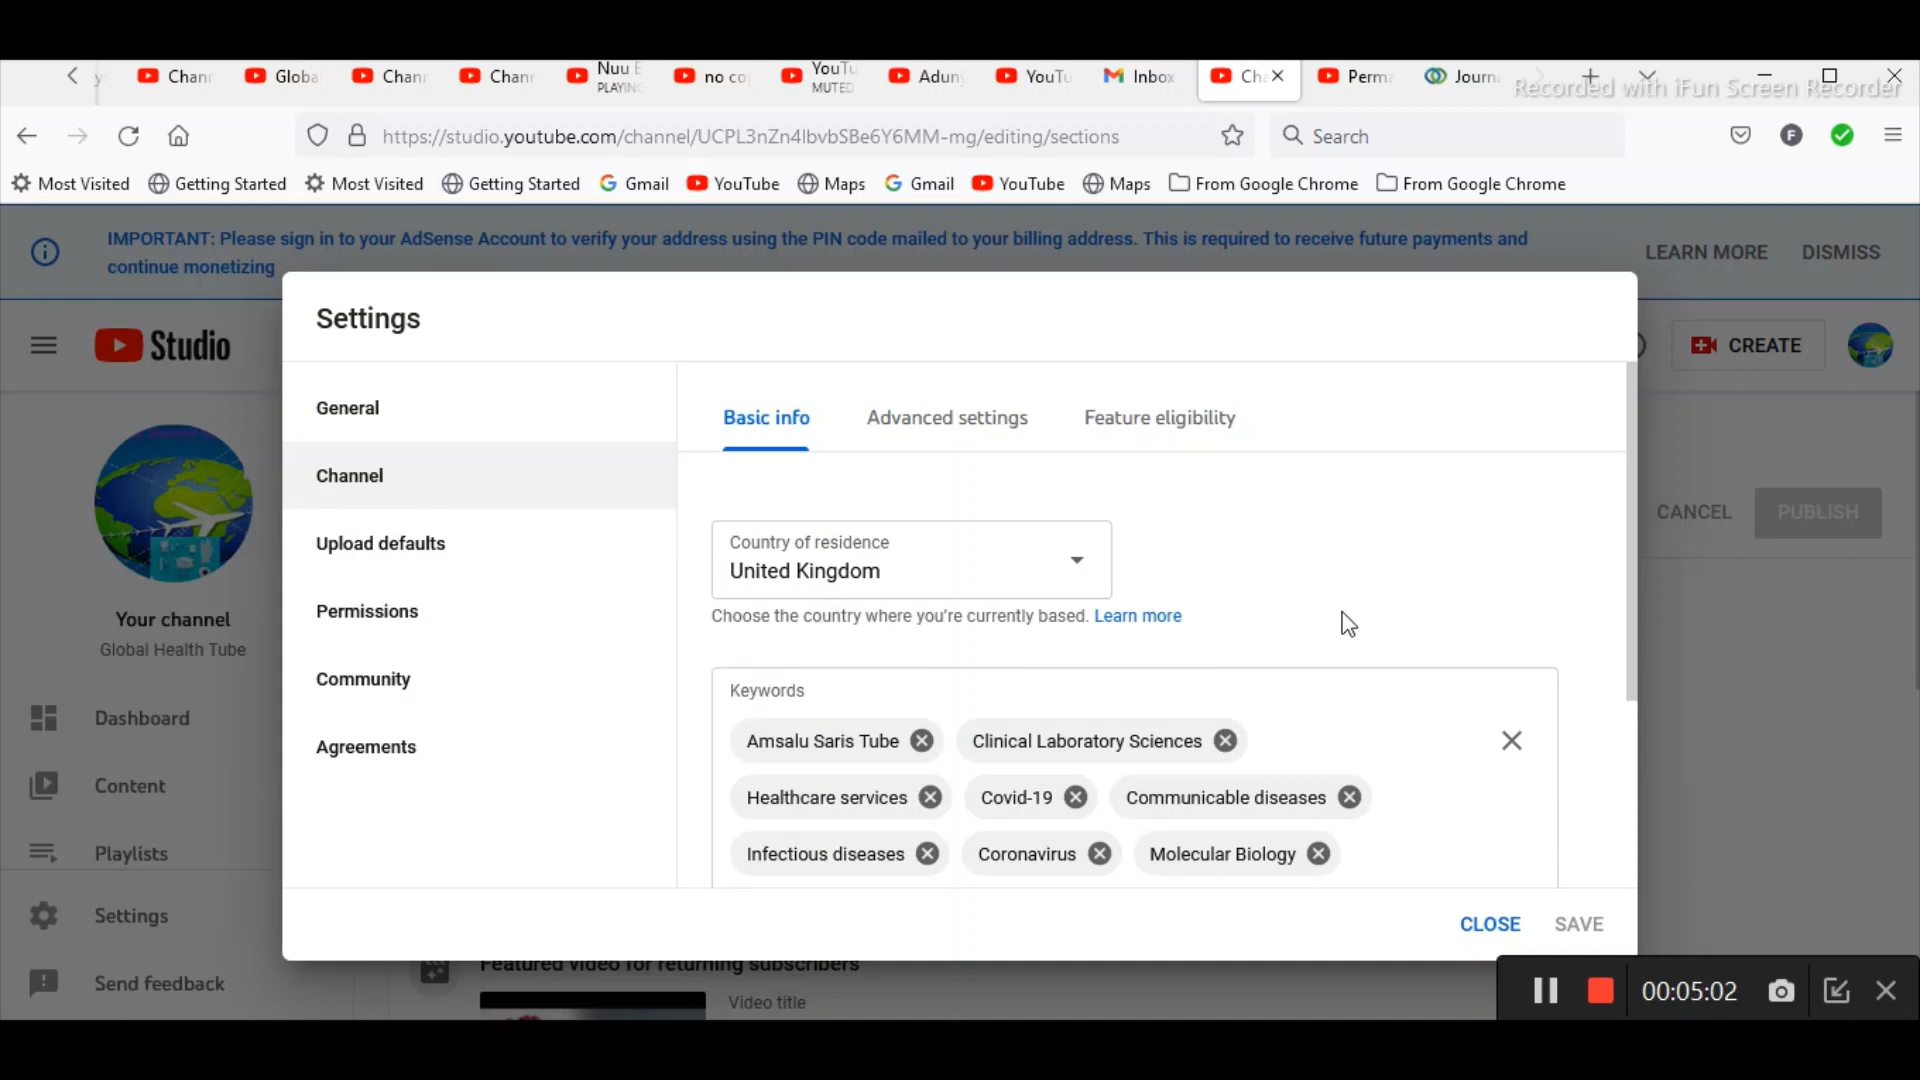 Chan
Globa
Chan
Chan
Nuu E
PLAYING
no co
YouTu
MUTED
Aduny
YouTu
Inbox
Ch
Perma
Journa
Recorded with iFun Screen Recorder
https://studio.youtube.com/channel/UCPL3nZn4lbvbSBe6Y6MM-mg/editing/sections
Search
F
Most Visited
Getting Started
Most Visited
Getting Started
Gmail
YouTube
Maps
Gmail
YouTube
Maps
From Google Chrome
From Google Chrome
IMPORTANT: Please sign in to your AdSense Account to verify your address using the PIN code mailed to your billing address. This is required to receive future payments and
continue monetizing
LEARN MORE
DISMISS
Studio
CREATE
Settings
General
Channel
Upload defaults
Permissions
Community
Agreements
Basic info
Advanced settings
Feature eligibility
Country of residence
United Kingdom
Choose the country where you're currently based. Learn more
Keywords
Amsalu Saris Tube
Clinical Laboratory Sciences
Healthcare services
Covid-19
Communicable diseases
Infectious diseases
Coronavirus
Molecular Biology
CLOSE
SAVE
CANCEL
PUBLISH
Your channel
Global Health Tube
Dashboard
Content
Playlists
Settings
Send feedback
Featured video for returning subscribers
Video title
00:05:02